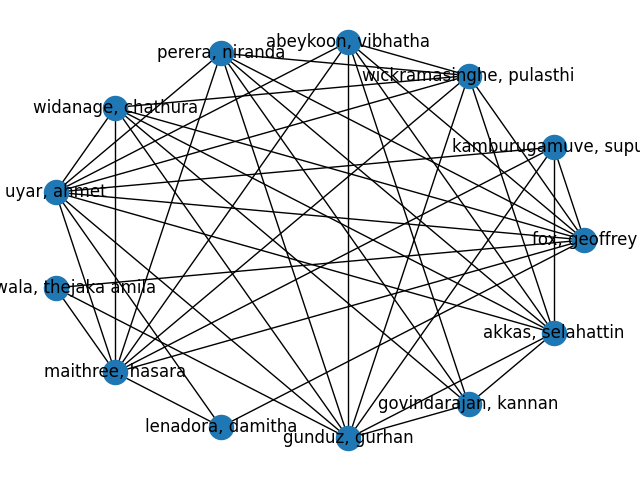 abeykoon, vibhatha
perera, niranda
wickramasinghe, pulasthi
widanage, chathura
kamburugamuve, supu
uyar, ahmet
fox, geoffrey
wala, thejaka amila
akkas, selahattin
maithree, hasara
govindarajan, kannan
lenadora, damitha
gunduz, gurhan